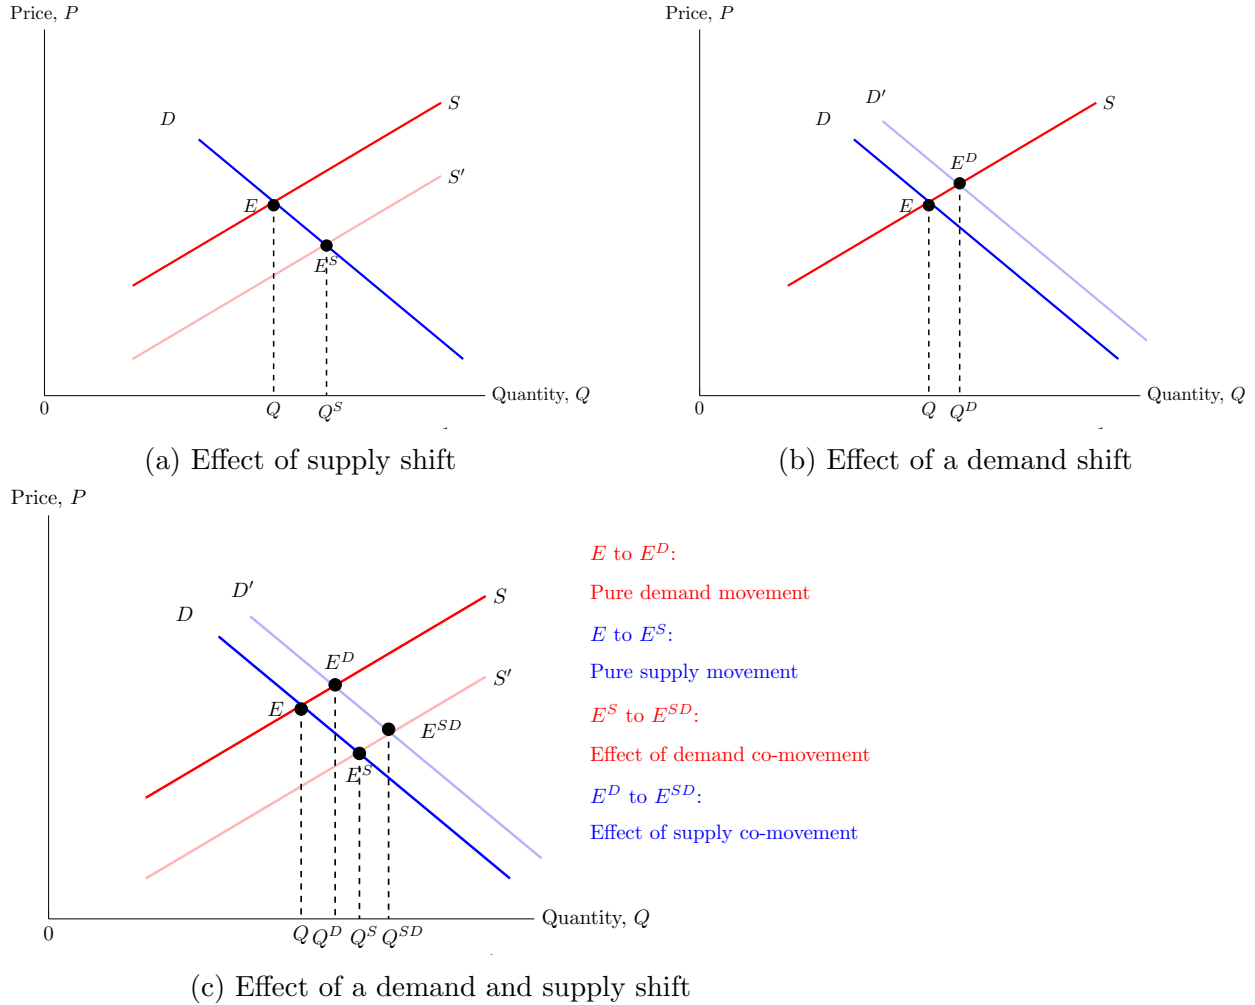 Price, P
D
S
S′
E
E^S
0
Q
Q^S
Quantity, Q
(a) Effect of supply shift
Price, P
D′
D
S
E^D
E
0
Q
Q^D
Quantity, Q
(b) Effect of a demand shift
Price, P
D′
D
S
E^D
S′
E
E^SD
E^S
0
Q
Q^D
Q^S
Q^SD
Quantity, Q
E to E^D:
Pure demand movement
E to E^S:
Pure supply movement
E^S to E^SD:
Effect of demand co-movement
E^D to E^SD:
Effect of supply co-movement
(c) Effect of a demand and supply shift